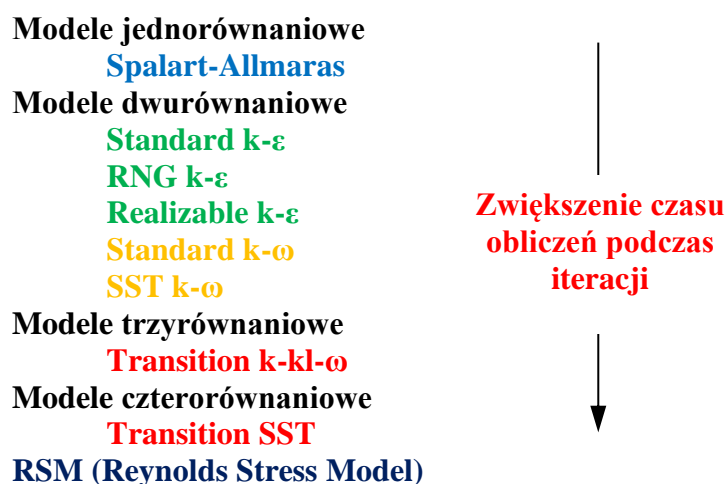 Modele jednorównaniowe
Spalart-Allmaras
Modele dwurównaniowe
Standard k-ε
RNG k-ε
Realizable k-ε
Standard k-ω
SST k-ω
Modele trzyrównaniowe
Transition k-kl-ω
Modele czterorównaniowe
Transition SST
RSM (Reynolds Stress Model)
Zwiększenie czasu
obliczeń podczas
iteracji